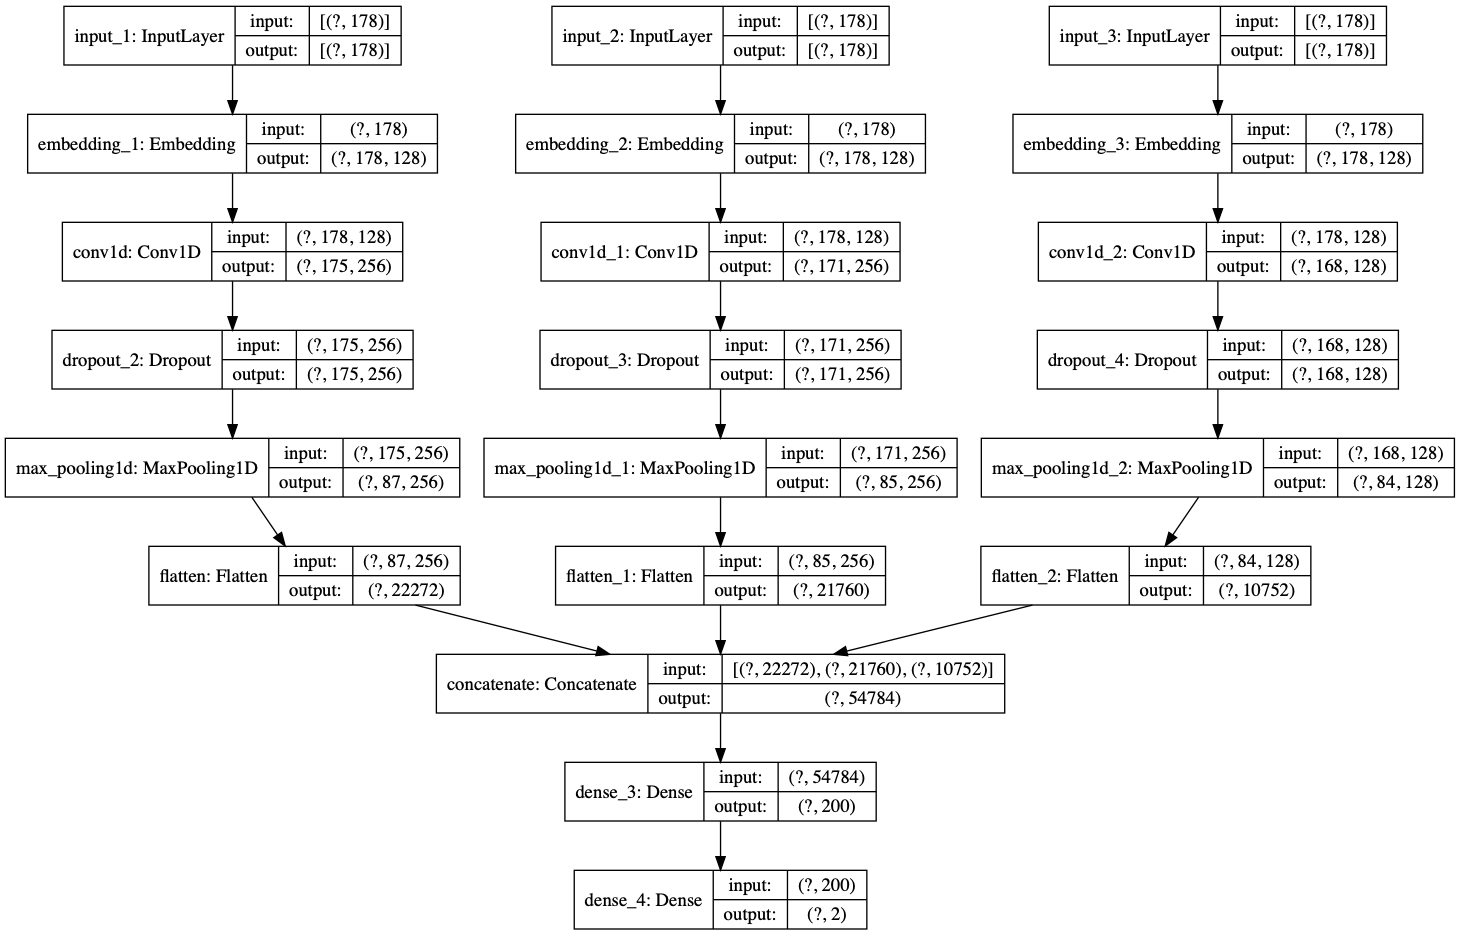 input_1: InputLayer
input: [(?, 178)]
output: [(?, 178)]
input_2: InputLayer
input: [(?, 178)]
output: [(?, 178)]
input_3: InputLayer
input: [(?, 178)]
output: [(?, 178)]
embedding_1: Embedding
input: (?, 178)
output: (?, 178, 128)
embedding_2: Embedding
input: (?, 178)
output: (?, 178, 128)
embedding_3: Embedding
input: (?, 178)
output: (?, 178, 128)
conv1d: Conv1D
input: (?, 178, 128)
output: (?, 175, 256)
conv1d_1: Conv1D
input: (?, 178, 128)
output: (?, 171, 256)
conv1d_2: Conv1D
input: (?, 178, 128)
output: (?, 168, 128)
dropout_2: Dropout
input: (?, 175, 256)
output: (?, 175, 256)
dropout_3: Dropout
input: (?, 171, 256)
output: (?, 171, 256)
dropout_4: Dropout
input: (?, 168, 128)
output: (?, 168, 128)
max_pooling1d: MaxPooling1D
input: (?, 175, 256)
output: (?, 87, 256)
max_pooling1d_1: MaxPooling1D
input: (?, 171, 256)
output: (?, 85, 256)
max_pooling1d_2: MaxPooling1D
input: (?, 168, 128)
output: (?, 84, 128)
flatten: Flatten
input: (?, 87, 256)
output: (?, 22272)
flatten_1: Flatten
input: (?, 85, 256)
output: (?, 21760)
flatten_2: Flatten
input: (?, 84, 128)
output: (?, 10752)
concatenate: Concatenate
input: [(?, 22272), (?, 21760), (?, 10752)]
output: (?, 54784)
dense_3: Dense
input: (?, 54784)
output: (?, 200)
dense_4: Dense
input: (?, 200)
output: (?, 2)